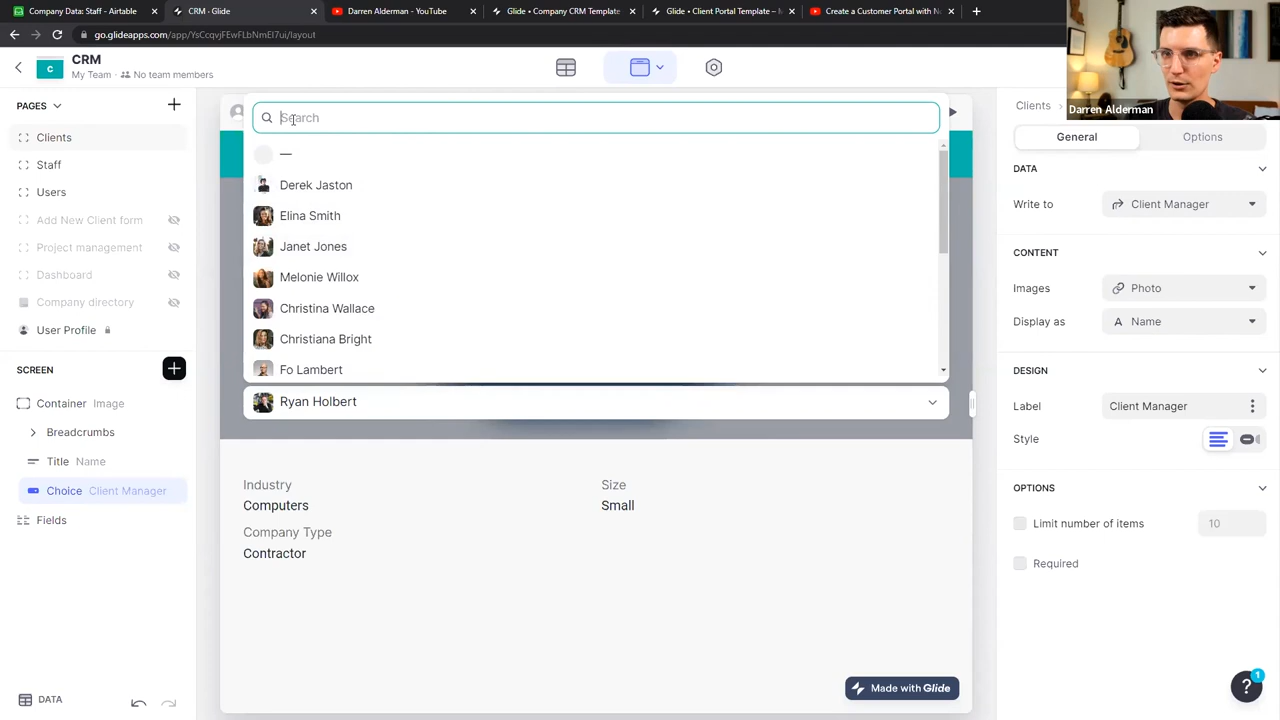 Company Data: Staff - Airtable
CRM - Glide
Darren Alderman - YouTube
Glide • Company CRM Template
Glide • Client Portal Template – M
Create a Customer Portal with N
go.glideapps.com/app/YsCcqvjFEwFLbNmEI7ui/layout
C
CRM
My Team • No team members
Darren Alderman
PAGES
Clients
Staff
Users
Add New Client form
Project management
Dashboard
Company directory
User Profile
SCREEN
Container Image
Breadcrumbs
Title Name
Choice Client Manager
Fields
DATA
Search
—
Derek Jaston
Elina Smith
Janet Jones
Melonie Willox
Christina Wallace
Christiana Bright
Fo Lambert
Ryan Holbert
Industry
Computers
Size
Small
Company Type
Contractor
Made with Glide
Clients
General
Options
DATA
Write to
Client Manager
CONTENT
Images
Photo
Display as
A Name
DESIGN
Label
Client Manager
Style
OPTIONS
Limit number of items
10
Required
?
1